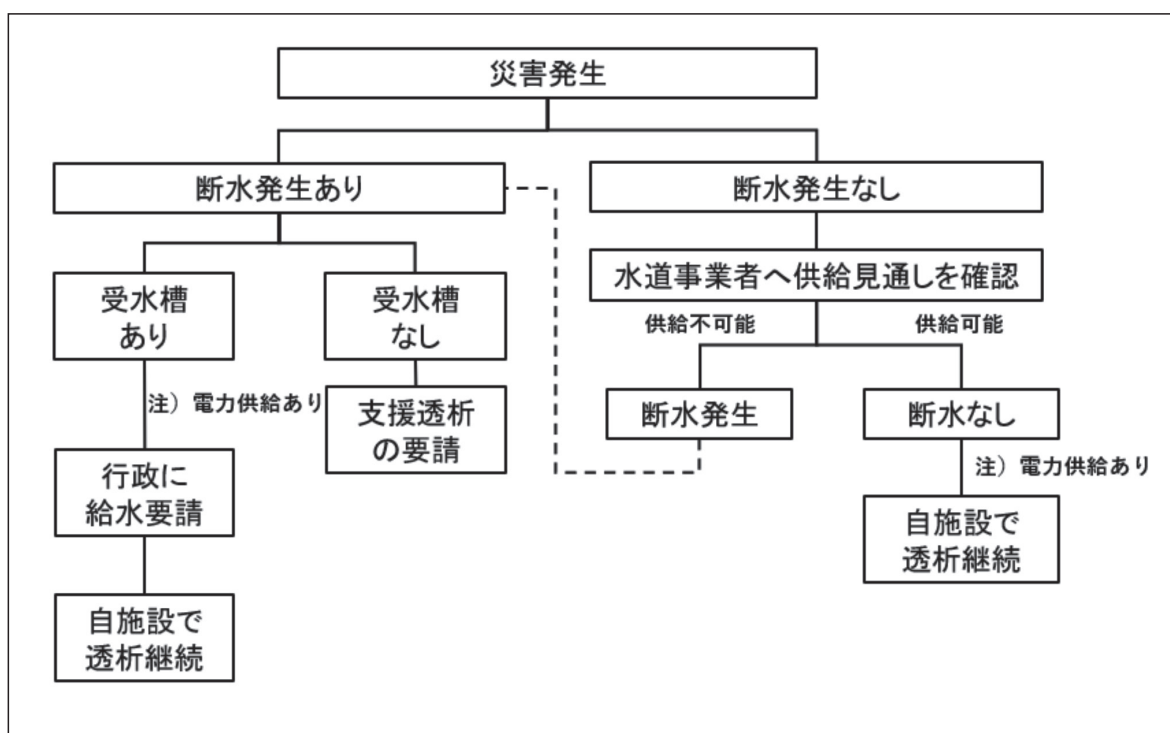 災害発生
断水発生あり
断水発生なし
受水槽
あり
受水槽
なし
水道事業者へ供給見通しを確認
供給不可能
供給可能
注）電力供給あり
支援透析
の要請
断水発生
断水なし
行政に
給水要請
注）電力供給あり
自施設で
透析継続
自施設で
透析継続